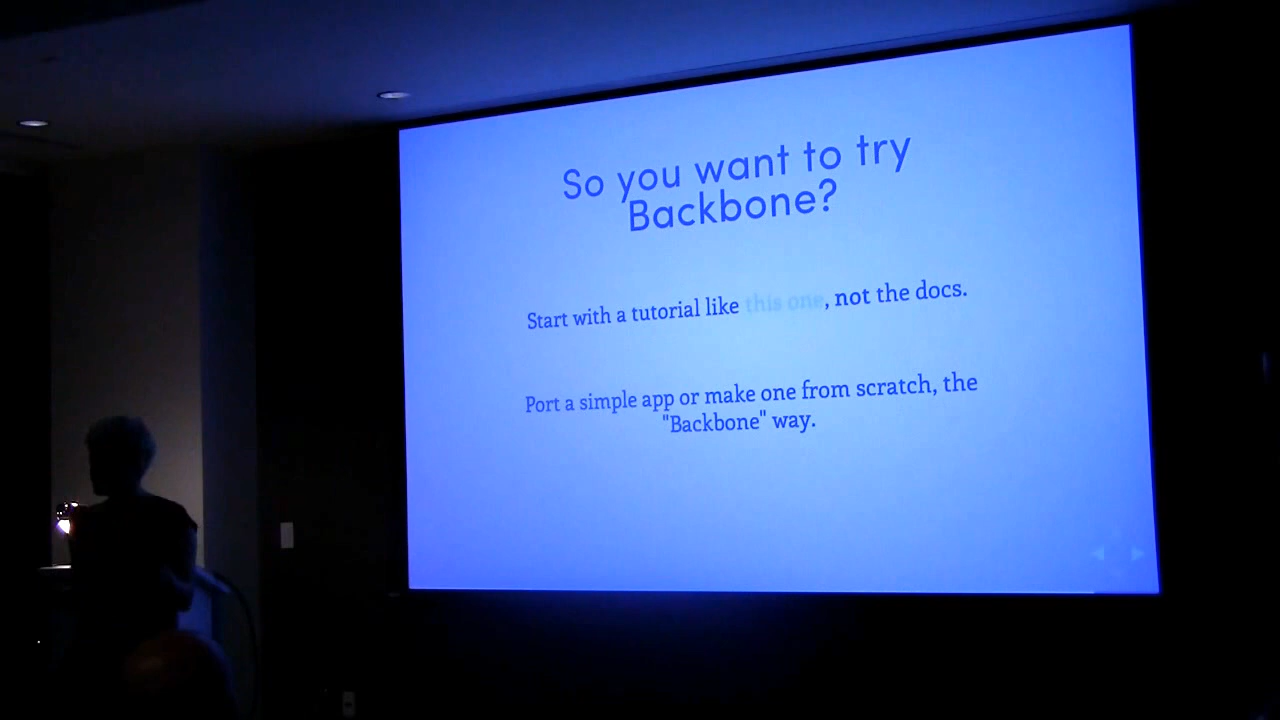 So you want to try
Backbone?
Start with a tutorial like this one, not the docs.
Port a simple app or make one from scratch, the
"Backbone" way.